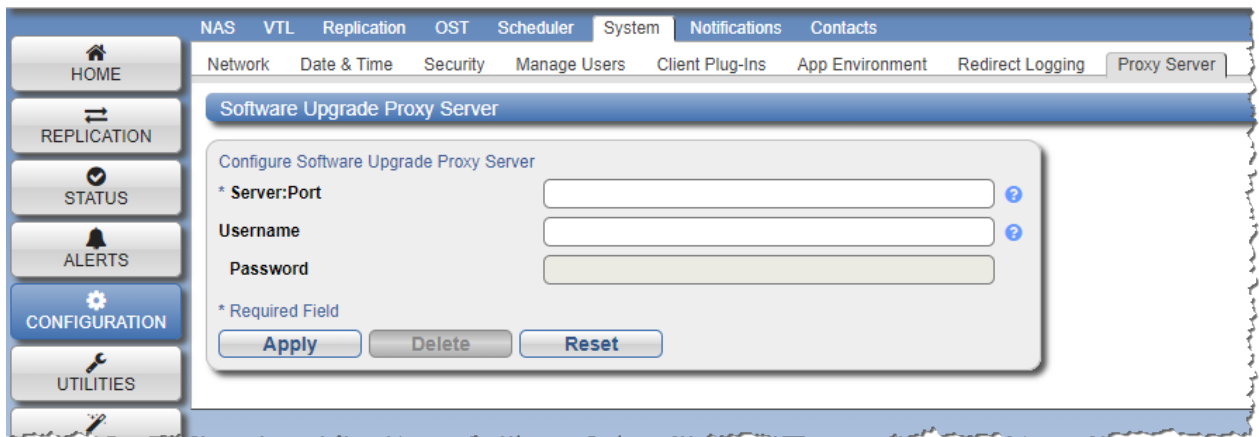 NAS VTL Replication OST Scheduler System Notifications Contacts
Network Date & Time Security Manage Users Client Plug-Ins App Environment Redirect Logging Proxy Server
HOME
REPLICATION
STATUS
ALERTS
CONFIGURATION
UTILITIES
Software Upgrade Proxy Server
Configure Software Upgrade Proxy Server
* Server:Port
?
Username
?
Password
* Required Field
Apply Delete Reset